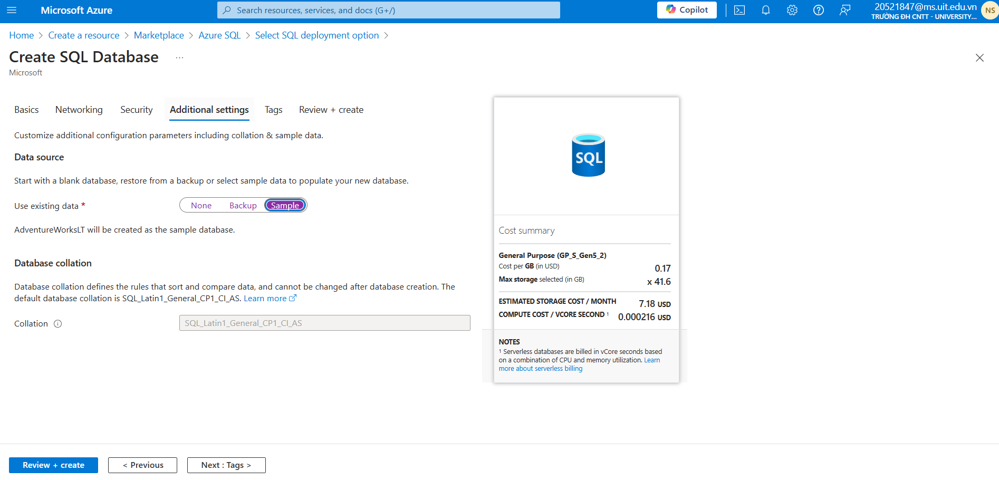 Microsoft Azure
Search resources, services, and docs (G+/)
Copilot
20521847@ms.uit.edu.vn
TRƯỜNG ĐH CNTT - UNIVERSITY...
NS
Home > Create a resource > Marketplace > Azure SQL > Select SQL deployment option >
Create SQL Database ...
Microsoft
Basics Networking Security Additional settings Tags Review + create
Customize additional configuration parameters including collation & sample data.
Data source
Start with a blank database, restore from a backup or select sample data to populate your new database.
Use existing data *
None Backup Sample
AdventureWorksLT will be created as the sample database.
Database collation
Database collation defines the rules that sort and compare data, and cannot be changed after database creation. The
default database collation is SQL_Latin1_General_CP1_CI_AS. Learn more
Collation
SQL_Latin1_General_CP1_CI_AS
SQL
Cost summary
General Purpose (GP_S_Gen5_2)
Cost per GB (in USD) 0.17
Max storage selected (in GB) x 41.6
ESTIMATED STORAGE COST / MONTH 7.18 USD
COMPUTE COST / VCORE SECOND ¹ 0.000216 USD
NOTES
¹ Serverless databases are billed in vCore seconds based
on a combination of CPU and memory utilization. Learn
more about serverless billing
Review + create < Previous Next : Tags >